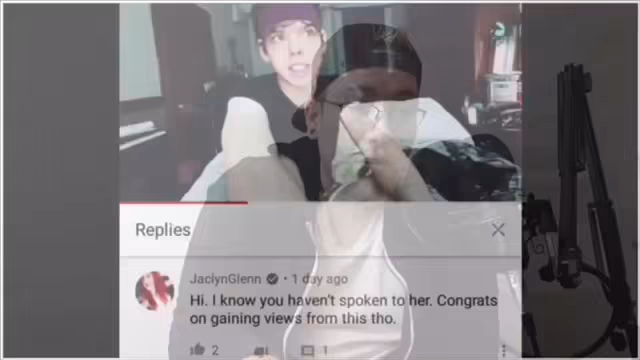 Replies
JaclynGlenn • 1 day ago
Hi. I know you haven't spoken to her. Congrats
on gaining views from this tho.
2
1